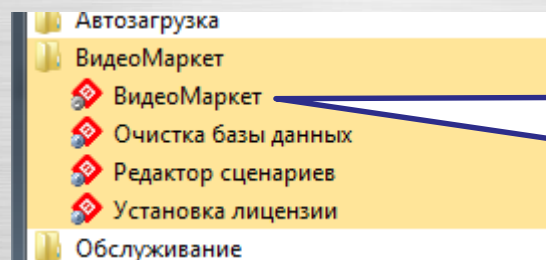 Автозагрузка
ВидеоМаркет
ВидеоМаркет
Очистка базы данных
Редактор сценариев
Установка лицензии
Обслуживание